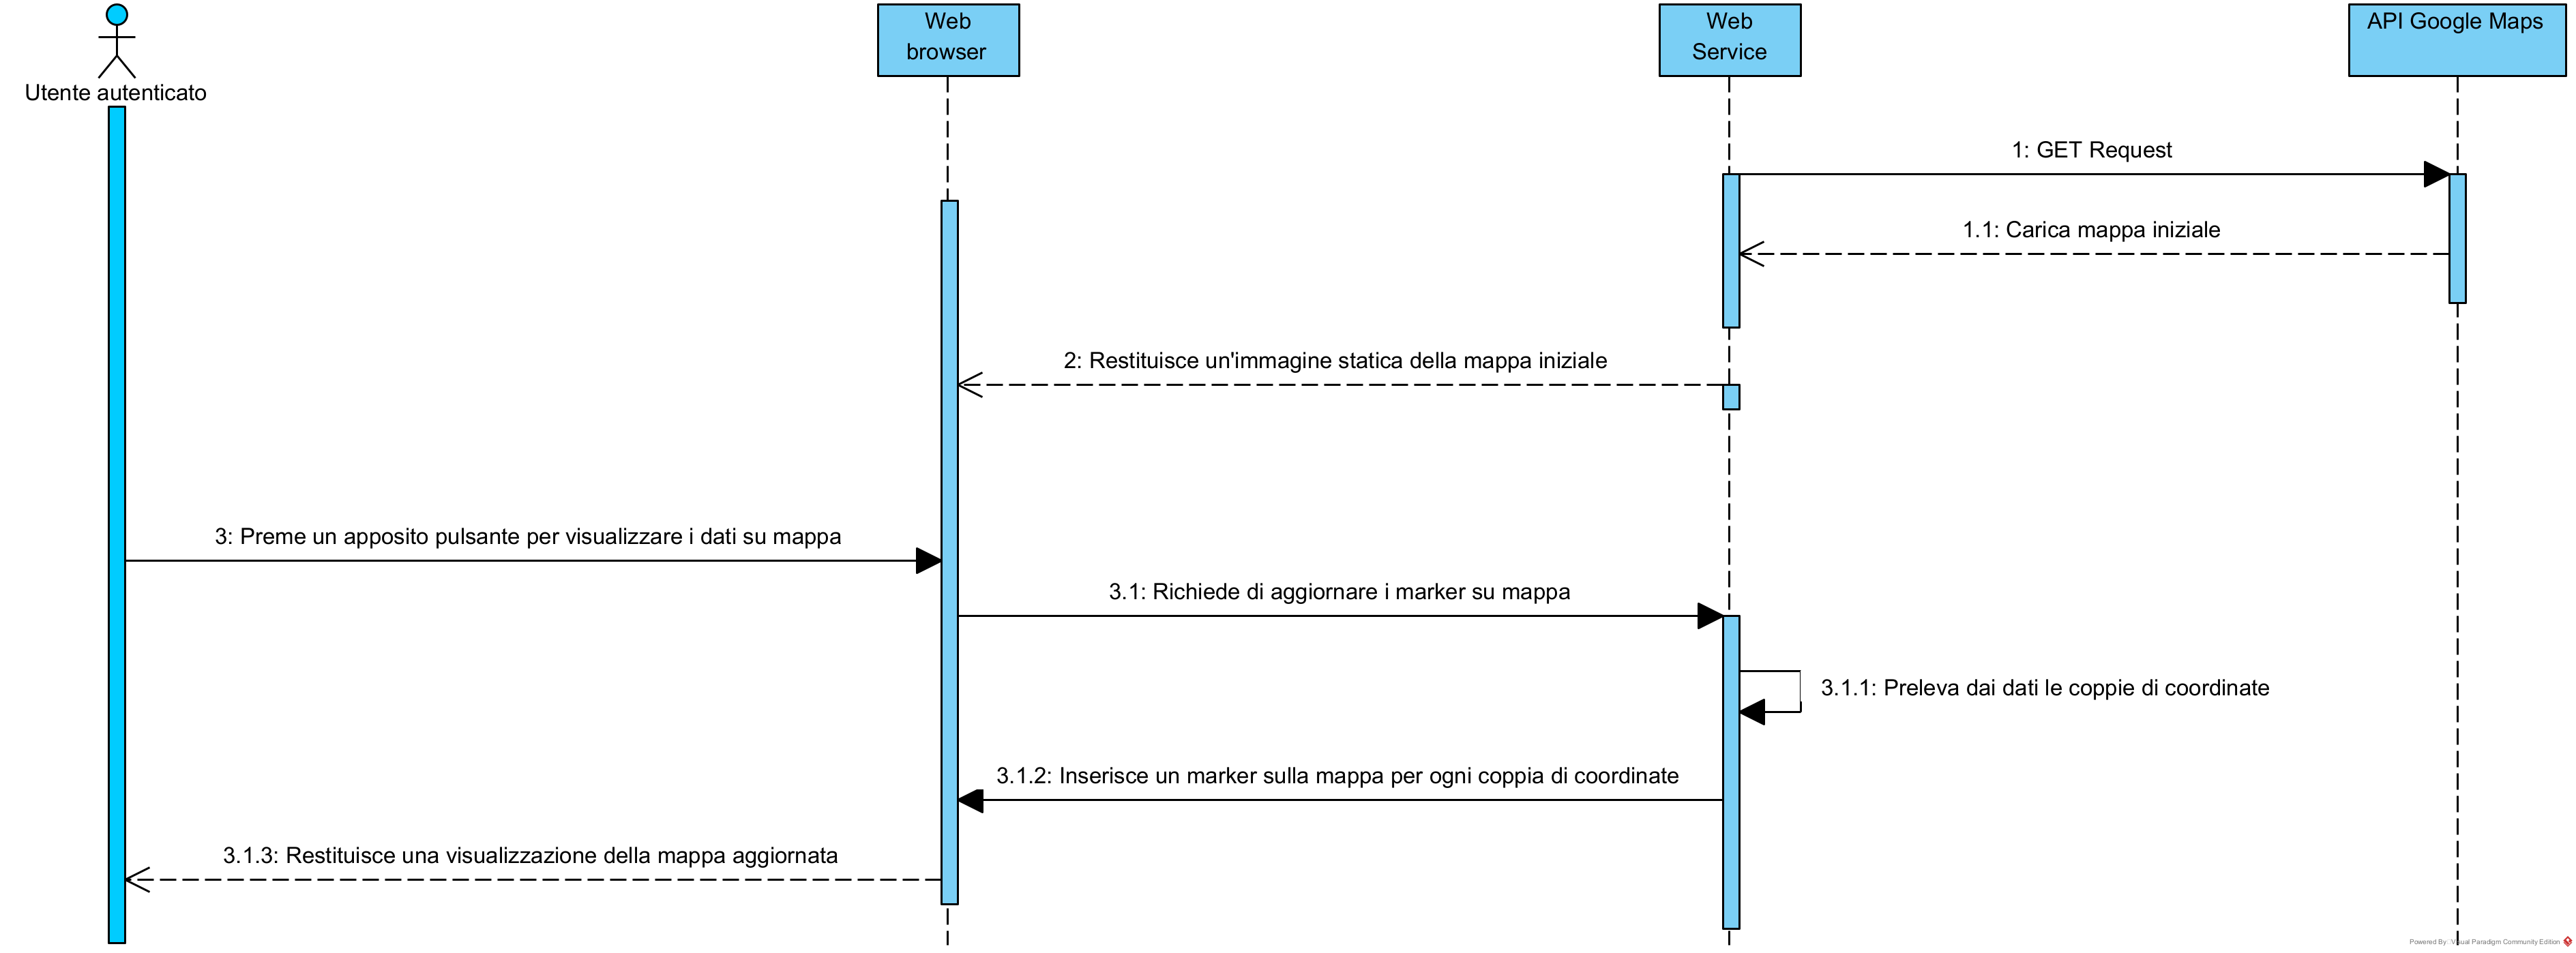 Utente autenticato
Web
browser
Web
Service
API Google Maps
1: GET Request
1.1: Carica mappa iniziale
2: Restituisce un'immagine statica della mappa iniziale
3: Preme un apposito pulsante per visualizzare i dati su mappa
3.1: Richiede di aggiornare i marker su mappa
3.1.1: Preleva dai dati le coppie di coordinate
3.1.2: Inserisce un marker sulla mappa per ogni coppia di coordinate
3.1.3: Restituisce una visualizzazione della mappa aggiornata
Powered By: Visual Paradigm Community Edition